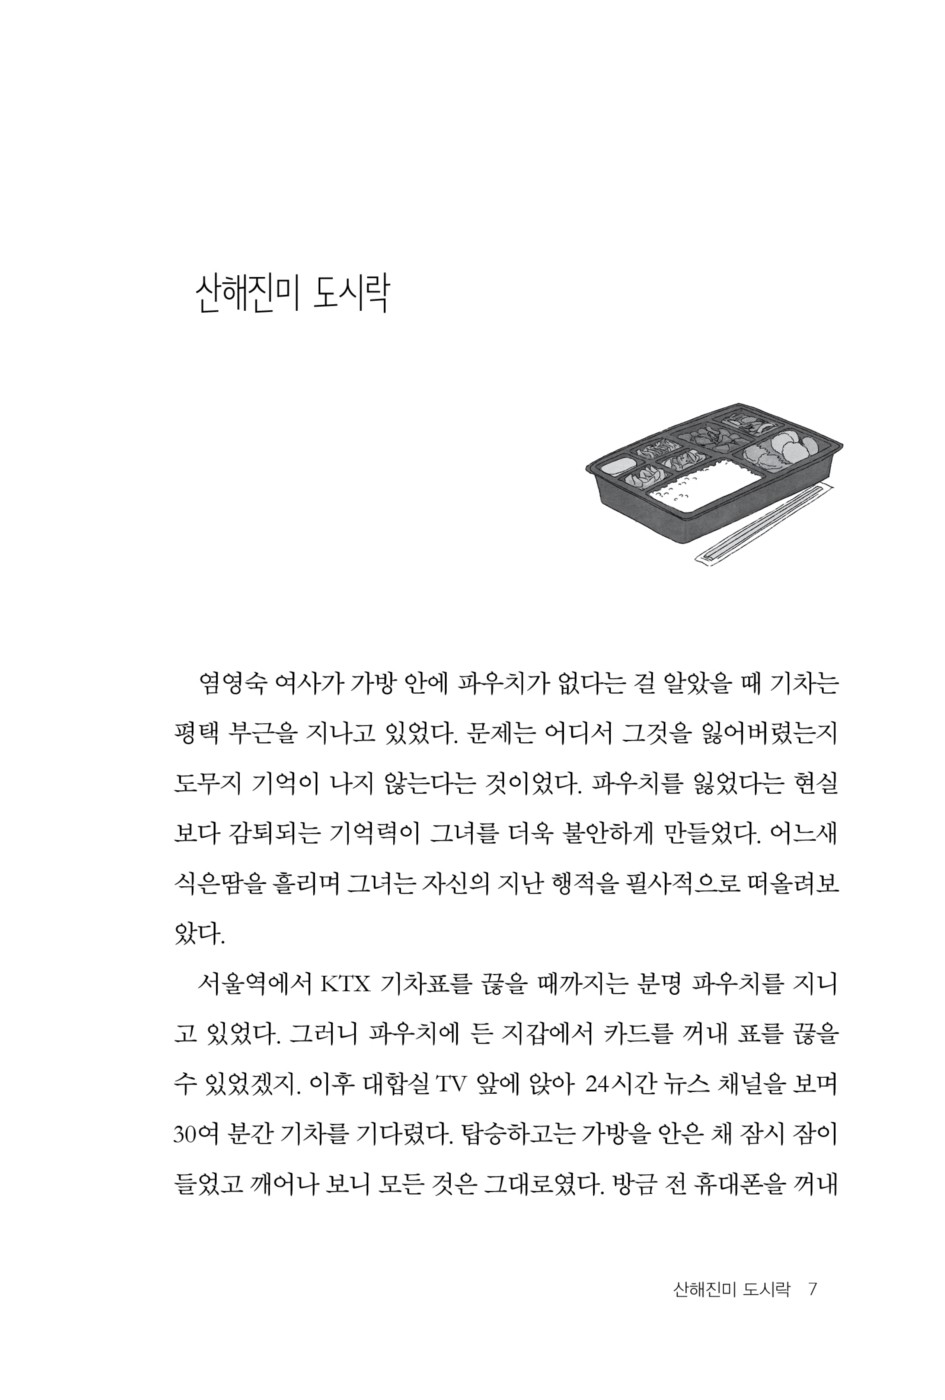 산해진미 도시락
염영숙 여사가 가방 안에 파우치가 없다는 걸 알았을 때 기차는
평택 부근을 지나고 있었다. 문제는 어디서 그것을 잃어버렸는지
도무지 기억이 나지 않는다는 것이었다. 파우치를 잃었다는 현실
보다 감퇴되는 기억력이 그녀를 더욱 불안하게 만들었다. 어느새
식은땀을 흘리며 그녀는 자신의 지난 행적을 필사적으로 떠올려보
았다.
서울역에서 KTX 기차표를 끊을 때까지는 분명 파우치를 지니
고 있었다. 그러니 파우치에 든 지갑에서 카드를 꺼내 표를 끊을
수 있었겠지. 이후 대합실 TV 앞에 앉아 24시간 뉴스 채널을 보며
30여 분간 기차를 기다렸다. 탑승하고는 가방을 안은 채 잠시 잠이
들었고 깨어나 보니 모든 것은 그대로였다. 방금 전 휴대폰을 꺼내
산해진미 도시락 7